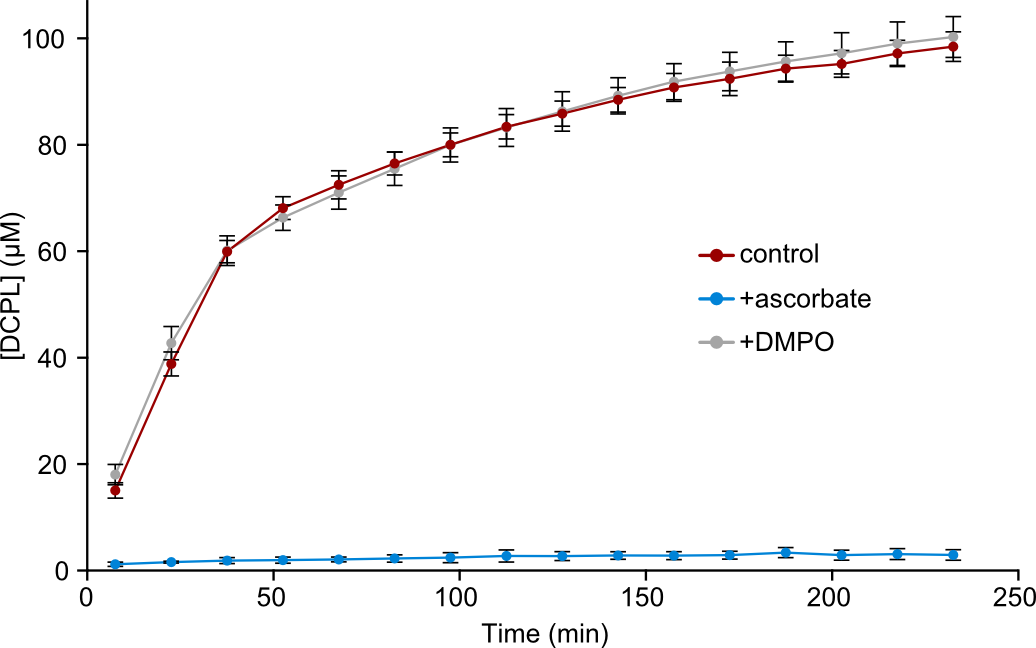 100
80
60
40
20
0
[DCPL] (μM)
control
+ascorbate
+DMPO
0 50 100 150 200 250
Time (min)